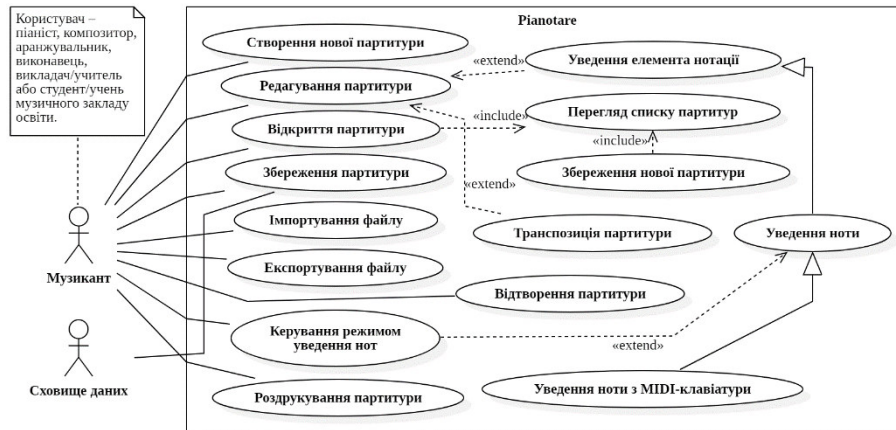 Користувач –
піаніст, композитор,
аранжувальник,
виконавець,
викладач/учитель
або студент/учень
музичного закладу
освіти.
Pianotare
Створення нової партитури
«extend»
Уведення елемента нотації
Редагування партитури
Відкриття партитури
«include»
Перегляд списку партитур
«include»
Збереження партитури
«extend»
Збереження нової партитури
Імпортування файлу
Транспозиція партитури
Уведення ноти
Музикант
Експортування файлу
Відтворення партитури
Керування режимом
уведення нот
«extend»
Сховище даних
Роздрукування партитури
Уведення ноти з MIDI-клавіатури